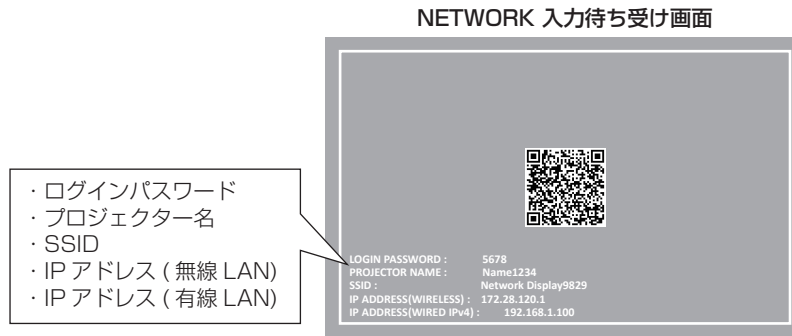 NETWORK 入力待ち受け画面
・ログインパスワード
・プロジェクター名
・SSID
・IP アドレス ( 無線 LAN)
・IP アドレス ( 有線 LAN)
LOGIN PASSWORD : 5678
PROJECTOR NAME : Name1234
SSID : Network Display9829
IP ADDRESS(WIRELESS) : 172.28.120.1
IP ADDRESS(WIRED IPv4) : 192.168.1.100